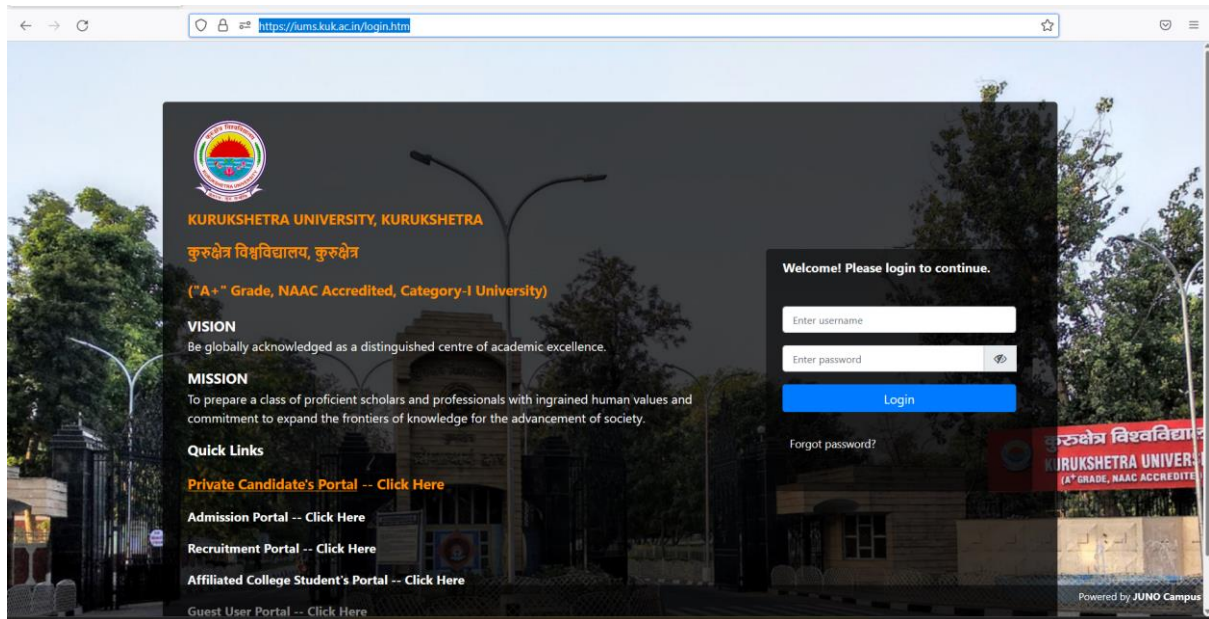 https://iums.kuk.ac.in/login.htm
KURUKSHETRA UNIVERSITY
KURUKSHETRA UNIVERSITY, KURUKSHETRA
कुरुक्षेत्र विश्वविद्यालय, कुरुक्षेत्र
("A+" Grade, NAAC Accredited, Category-I University)
VISION
Be globally acknowledged as a distinguished centre of academic excellence.
MISSION
To prepare a class of proficient scholars and professionals with ingrained human values and
commitment to expand the frontiers of knowledge for the advancement of society.
Quick Links
Private Candidate's Portal -- Click Here
Admission Portal -- Click Here
Recruitment Portal -- Click Here
Affiliated College Student's Portal -- Click Here
Guest User Portal -- Click Here
Welcome! Please login to continue.
Enter username
Enter password
Login
Forgot password?
कुरुक्षेत्र विश्वविद्याल
KURUKSHETRA UNIVERS
(A+ GRADE, NAAC ACCREDITE
Powered by JUNO Campus